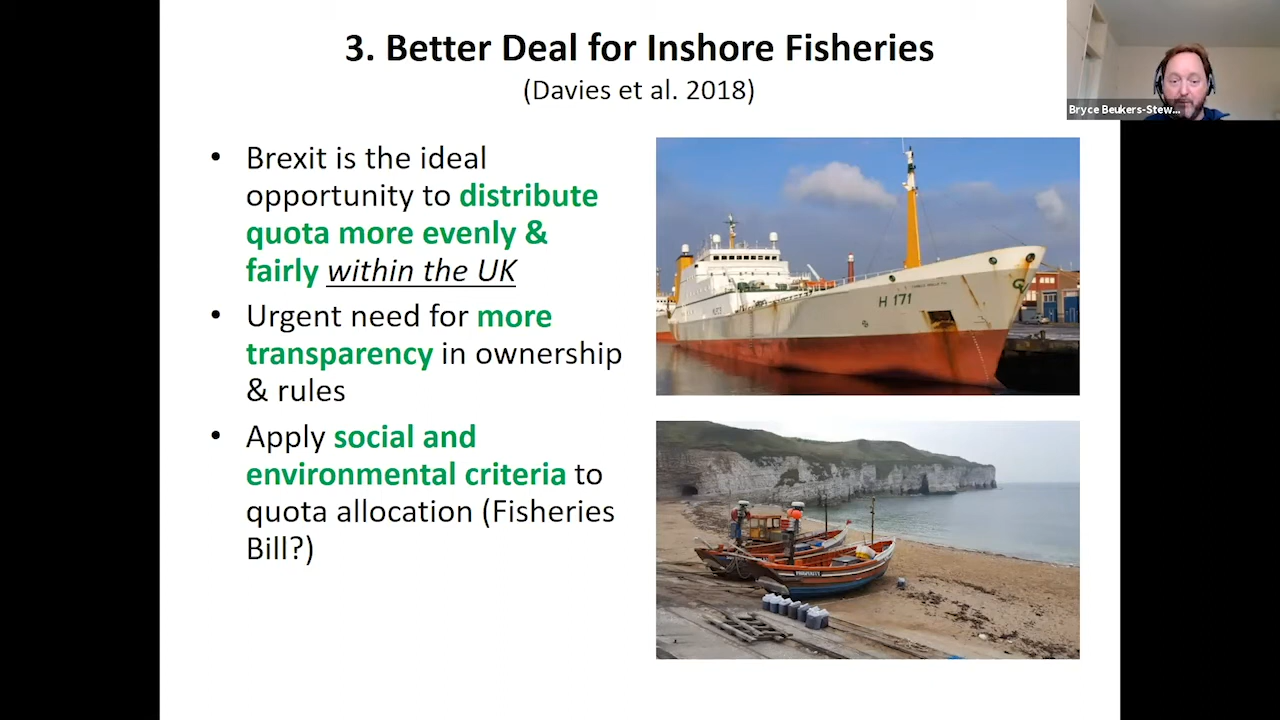 3. Better Deal for Inshore Fisheries
(Davies et al. 2018)
Bryce Beukers-Stew...
• Brexit is the ideal
opportunity to distribute
quota more evenly &
fairly within the UK
• Urgent need for more
transparency in ownership
& rules
• Apply social and
environmental criteria to
quota allocation (Fisheries
Bill?)
H 171